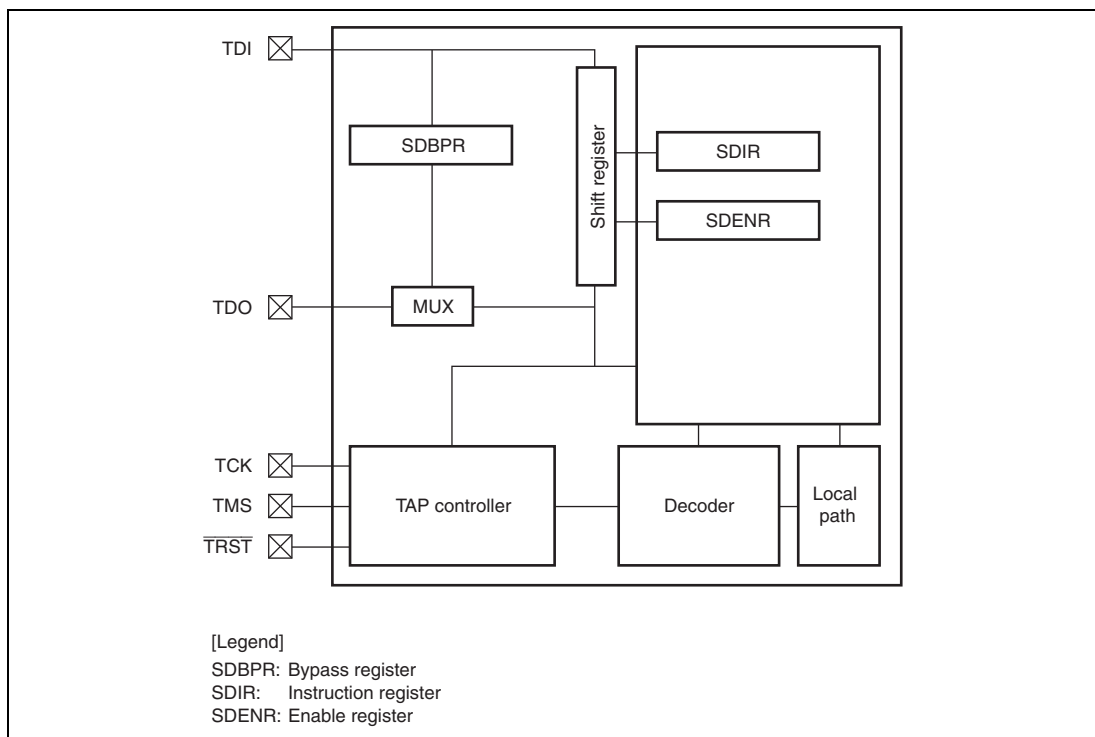 TDI
SDBPR
Shift register
SDIR
SDENR
TDO
MUX
TCK
TMS
TRST
TAP controller
Decoder
Local
path
[Legend]
SDBPR: Bypass register
SDIR: Instruction register
SDENR: Enable register